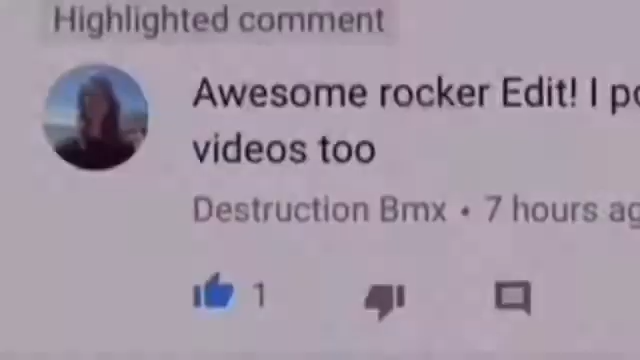 Highlighted comment
Awesome rocker Edit! I
videos too
Destruction Bmx • 7 hours
1